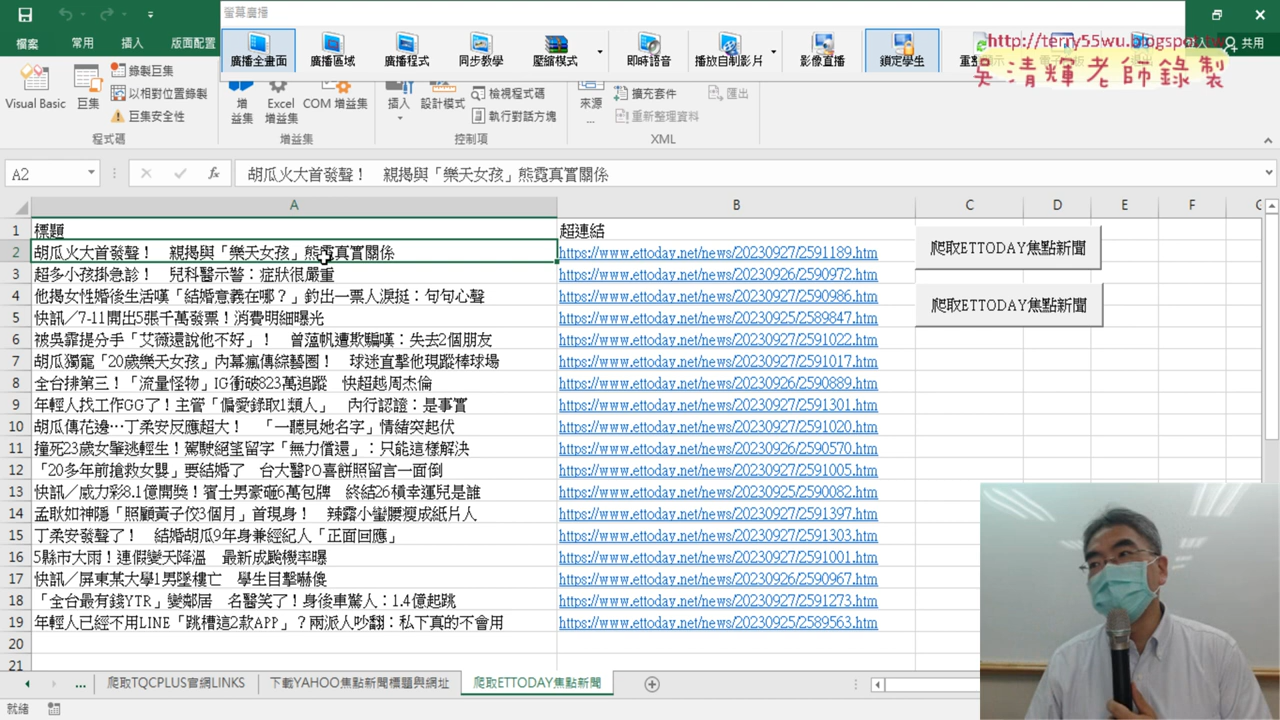 螢幕廣播
檔案 常用 插入 版面配置
廣播全畫面 廣播區域 廣播程式 同步教學 壓縮模式 即時語音 播放自制影片 影像直播 鎖定學生
http://terry55wu.blogspot.tw
吳清輝老師錄製
共用
Visual Basic 巨集 錄製巨集 以相對位置錄製 巨集安全性
程式碼
增益集 Excel 增益集 COM 增益集
增益集
插入 設計模式 檢視程式碼 執行對話方塊
控制項
來源 ... 擴充套件 匯出 重新整理資料
XML
A2 fx 胡瓜火大首發聲! 親揭與「樂天女孩」熊霓真實關係
A B C D E F
1 標題 超連結
2 胡瓜火大首發聲! 親揭與「樂天女孩」熊霓真實關係 https://www.ettoday.net/news/20230927/2591189.htm
3 超多小孩掛急診! 兒科醫示警:症狀很嚴重 https://www.ettoday.net/news/20230926/2590972.htm
4 他揭女性婚後生活嘆「結婚意義在哪?」釣出一票人淚挺:句句心聲 https://www.ettoday.net/news/20230926/2590986.htm
5 快訊/7-11開出5張千萬發票!消費明細曝光 https://www.ettoday.net/news/20230925/2589847.htm
6 被吳霏提分手「艾薇還說他不好」! 曾薀帆遭欺騙嘆:失去2個朋友 https://www.ettoday.net/news/20230927/2591022.htm
7 胡瓜獨寵「20歲樂天女孩」內幕瘋傳綜藝圈! 球迷直擊他現蹤棒球場 https://www.ettoday.net/news/20230927/2591017.htm
8 全台排第三!「流量怪物」IG衝破823萬追蹤 快超越周杰倫 https://www.ettoday.net/news/20230926/2590889.htm
9 年輕人找工作GG了!主管「偏愛錄取1類人」 內行認證:是事實 https://www.ettoday.net/news/20230927/2591301.htm
10 胡瓜傳花邊…丁柔安反應超大! 「一聽見她名字」情緒突起伏 https://www.ettoday.net/news/20230927/2591020.htm
11 撞死23歲女肇逃輕生!駕駛絕望留字「無力償還」:只能這樣解決 https://www.ettoday.net/news/20230926/2590570.htm
12 「20多年前搶救女嬰」要結婚了 台大醫PO喜餅照留言一面倒 https://www.ettoday.net/news/20230927/2591005.htm
13 快訊/威力彩8.1億開獎!賓士男豪砸6萬包牌 終結26槓幸運兒是誰 https://www.ettoday.net/news/20230925/2590082.htm
14 孟耿如神隱「照顧黃子佼3個月」首現身! 辣露小蠻腰瘦成紙片人 https://www.ettoday.net/news/20230927/2591397.htm
15 丁柔安發聲了! 結婚胡瓜9年身兼經紀人「正面回應」 https://www.ettoday.net/news/20230927/2591303.htm
16 5縣市大雨!連假變天降溫 最新成颱機率曝 https://www.ettoday.net/news/20230927/2591001.htm
17 快訊/屏東某大學1男墜樓亡 學生目擊嚇傻 https://www.ettoday.net/news/20230926/2590967.htm
18 「全台最有錢YTR」變鄰居 名醫笑了!身後車驚人:1.4億起跳 https://www.ettoday.net/news/20230927/2591273.htm
19 年輕人已經不用LINE「跳槽這2款APP」?兩派人吵翻:私下真的不會用 https://www.ettoday.net/news/20230925/2589563.htm
20
21
爬取ETTODAY焦點新聞
爬取ETTODAY焦點新聞
... 爬取TQCPLUS官網LINKS 下載YAHOO焦點新聞標題與網址 爬取ETTODAY焦點新聞
就緒